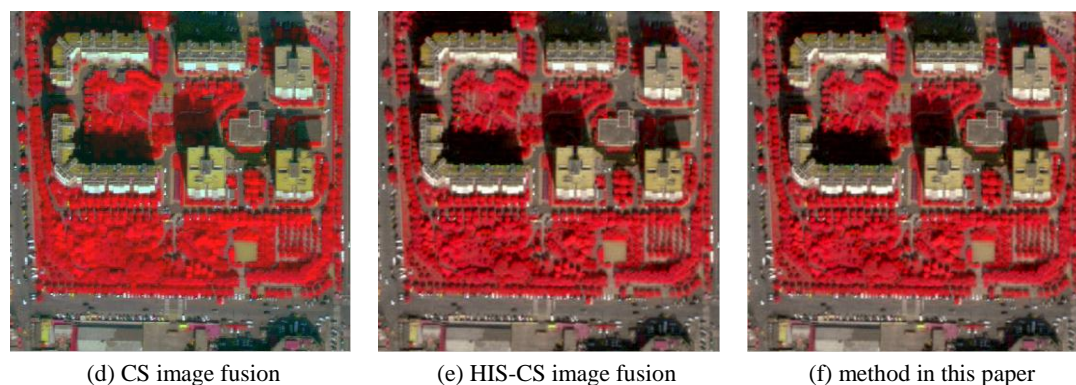 (d) CS image fusion
(e) HIS-CS image fusion
(f) method in this paper